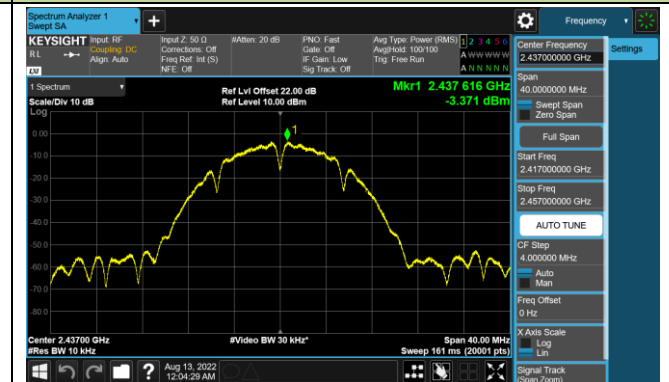 Spectrum Analyzer 1
Swept SA
Frequency
KEYSIGHT
Input: RF
Coupling: DC
Align: Auto
Input Z: 50 Ω
Corrections: Off
Freq Ref: Int (S)
NFE: Off
#Atten: 20 dB
PNO: Fast
Gate: Off
IF Gain: Low
Sig Track: Off
Avg Type: Power (RMS)
Avg|Hold: 100/100
Trig: Free Run
1 2 3 4 5 6
A W W W W W
A N N N N N
R L
LXI
1 Spectrum
Scale/Div 10 dB
Ref Lvl Offset 22.00 dB
Ref Level 10.00 dBm
Mkr1 2.437 616 GHz
-3.371 dBm
Log
1
0.00
-10.0
-20.0
-30.0
-40.0
-50.0
-60.0
-70.0
-80.0
Center 2.43700 GHz
#Res BW 10 kHz
#Video BW 30 kHz*
Span 40.00 MHz
Sweep 161 ms (20001 pts)
Aug 13, 2022
12:04:29 AM
?
Center Frequency
2.437000000 GHz
Settings
Span
40.0000000 MHz
Swept Span
Zero Span
Full Span
Start Freq
2.417000000 GHz
Stop Freq
2.457000000 GHz
AUTO TUNE
CF Step
4.000000 MHz
Auto
Man
Freq Offset
0 Hz
X Axis Scale
Log
Lin
Signal Track
(Span Zoom)